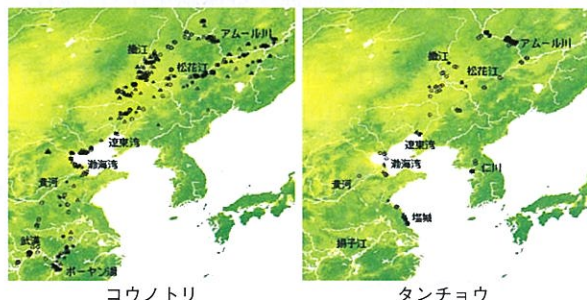 アムール川
嫩江
松花江
遼東湾
渤海湾
黄河
武漢
ポーヤン湖
コウノトリ
アムール川
嫩江
松花江
遼東湾
渤海湾
仁川
黄河
塩城
揚子江
タンチョウ